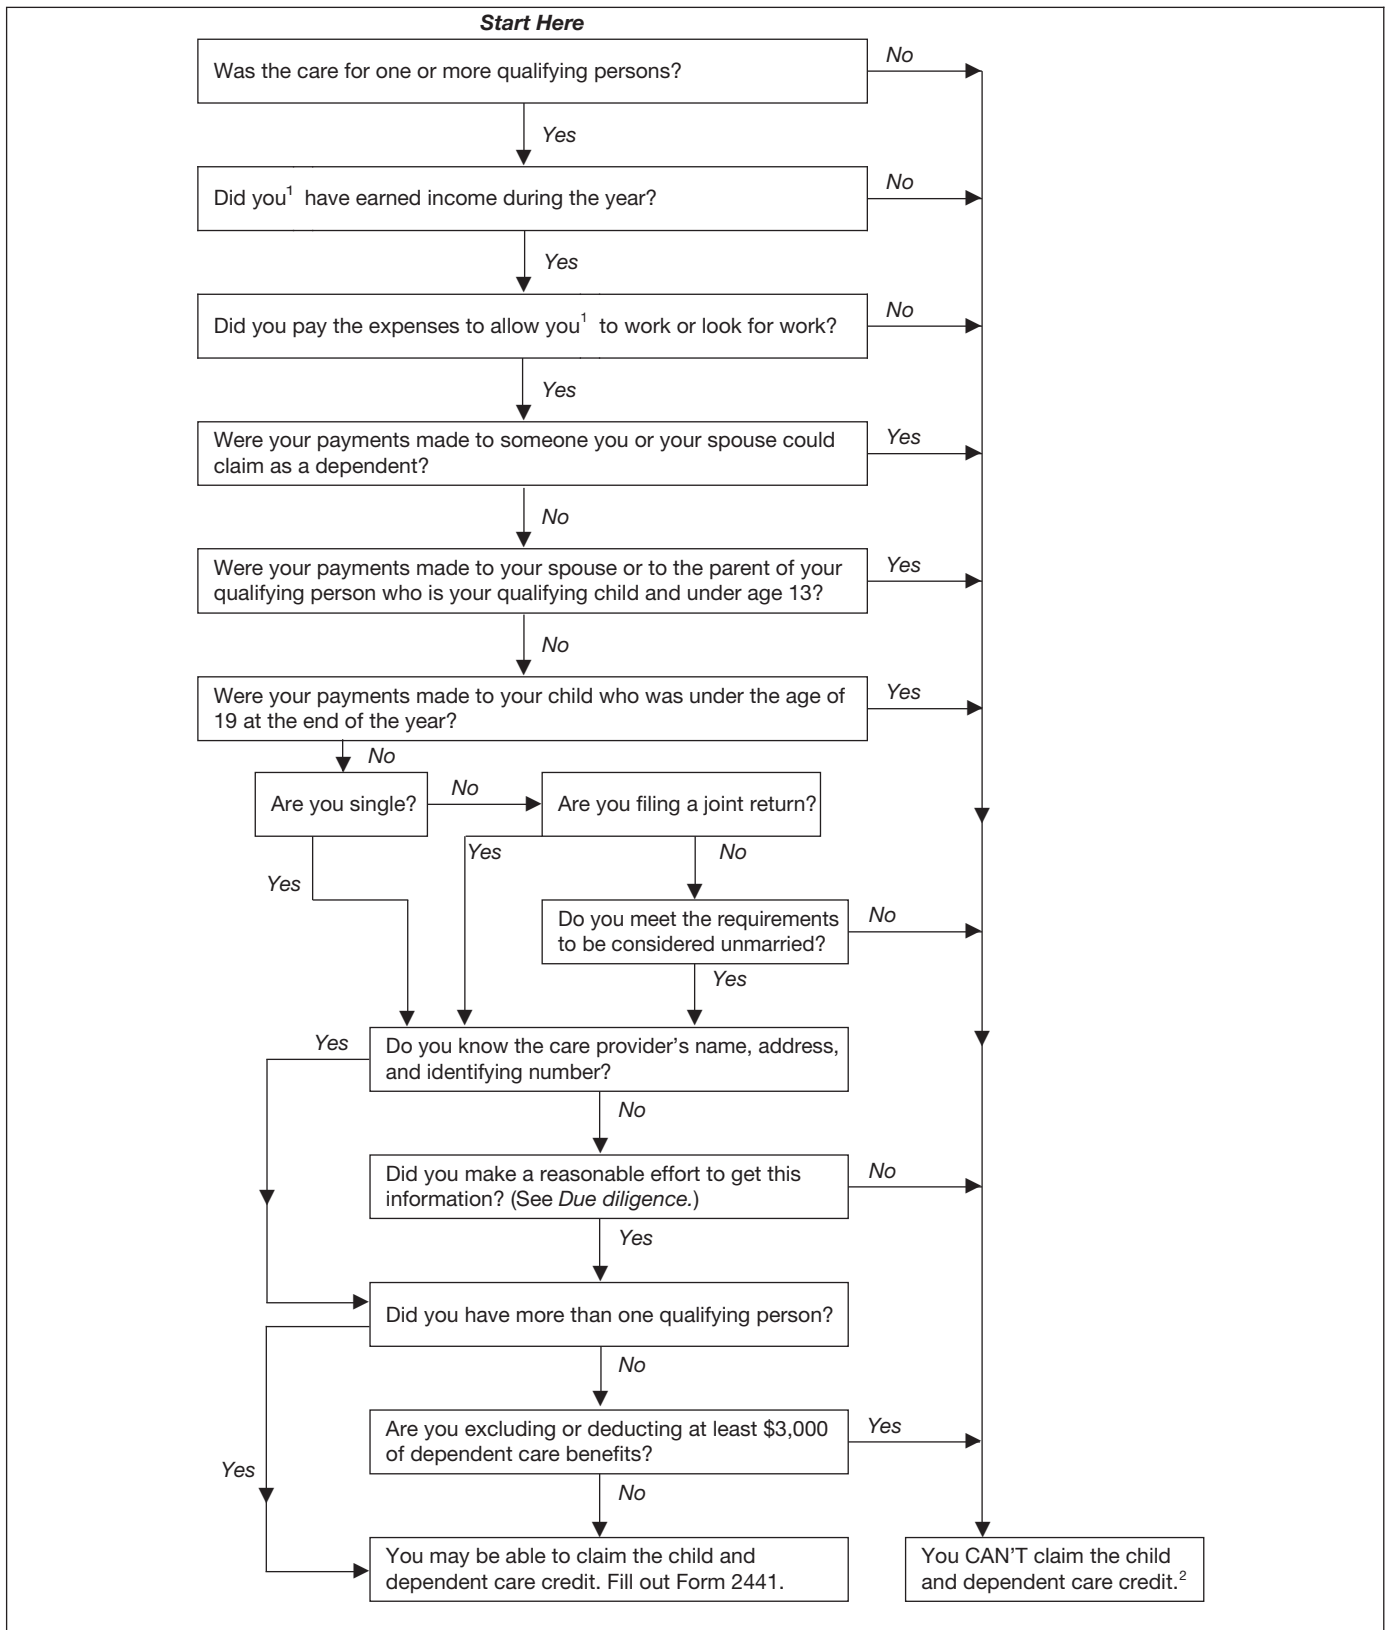 Start Here
Was the care for one or more qualifying persons?
No
Yes
Did you1 have earned income during the year?
No
Yes
Did you pay the expenses to allow you1 to work or look for work?
No
Yes
Were your payments made to someone you or your spouse could
claim as a dependent?
Yes
No
Were your payments made to your spouse or to the parent of your
qualifying person who is your qualifying child and under age 13?
Yes
No
Were your payments made to your child who was under the age of
19 at the end of the year?
Yes
No
Are you single?
No
Are you filing a joint return?
Yes
No
Yes
Do you meet the requirements
to be considered unmarried?
No
Yes
Do you know the care provider's name, address,
and identifying number?
Yes
No
Did you make a reasonable effort to get this
information? (See Due diligence.)
No
Yes
Did you have more than one qualifying person?
No
Are you excluding or deducting at least $3,000
of dependent care benefits?
Yes
Yes
No
You may be able to claim the child and
dependent care credit. Fill out Form 2441.
You CAN'T claim the child
and dependent care credit.2